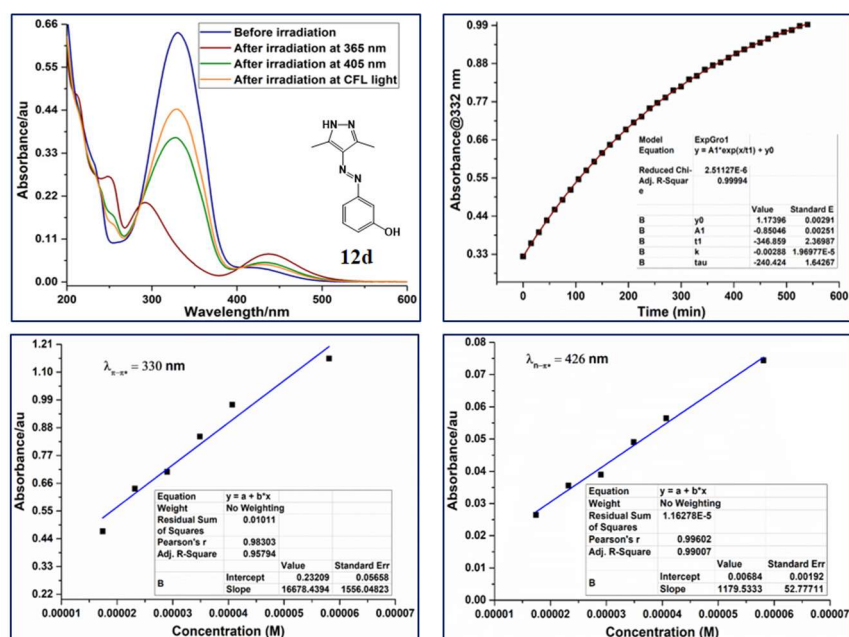 0.66
0.55
0.44
0.33
0.22
0.11
0.00
Absorbance/au
Before irradiation
After irradiation at 365 nm
After irradiation at 405 nm
After irradiation at CFL light
HN N
CH₃ CH₃
N
N
OH
12d
200 300 400 500 600
Wavelength/nm
0.99
0.88
0.77
0.66
0.55
0.44
0.33
Absorbance@332 nm
Model ExpGro1
Equation y = A1*exp(x/t1) + y0
Reduced Chi- 2.51127E-6
Adj. R-Squar 0.99994
e
Value Standard E
B y0 1.17396 0.00291
B A1 -0.85046 0.00251
B t1 -346.859 2.36987
B k -0.00288 1.96977E-5
B tau -240.424 1.64267
0 100 200 300 400 500 600
Time (min)
1.21
1.10
0.99
0.88
0.77
0.66
0.55
0.44
0.33
0.22
Absorbance/au
λπ−π* = 330 nm
Equation y = a + b*x
Weight No Weighting
Residual Sum 0.01011
of Squares
Pearson's r 0.98303
Adj. R-Square 0.95794
Value Standard Err
B Intercept 0.23209 0.05658
Slope 16678.4394 1556.04823
0.00001 0.00002 0.00003 0.00004 0.00005 0.00006 0.00007
Concentration (M)
0.08
0.07
0.06
0.05
0.04
0.03
0.02
0.01
0.00
Absorbance/au
λn−π* = 426 nm
Equation y = a + b*x
Weight No Weighting
Residual Sum 1.16278E-5
of Squares
Pearson's r 0.99602
Adj. R-Square 0.99007
Value Standard Err
B Intercept 0.00684 0.00192
Slope 1179.5333 52.77711
0.00001 0.00002 0.00003 0.00004 0.00005 0.00006 0.00007
Concentration (M)